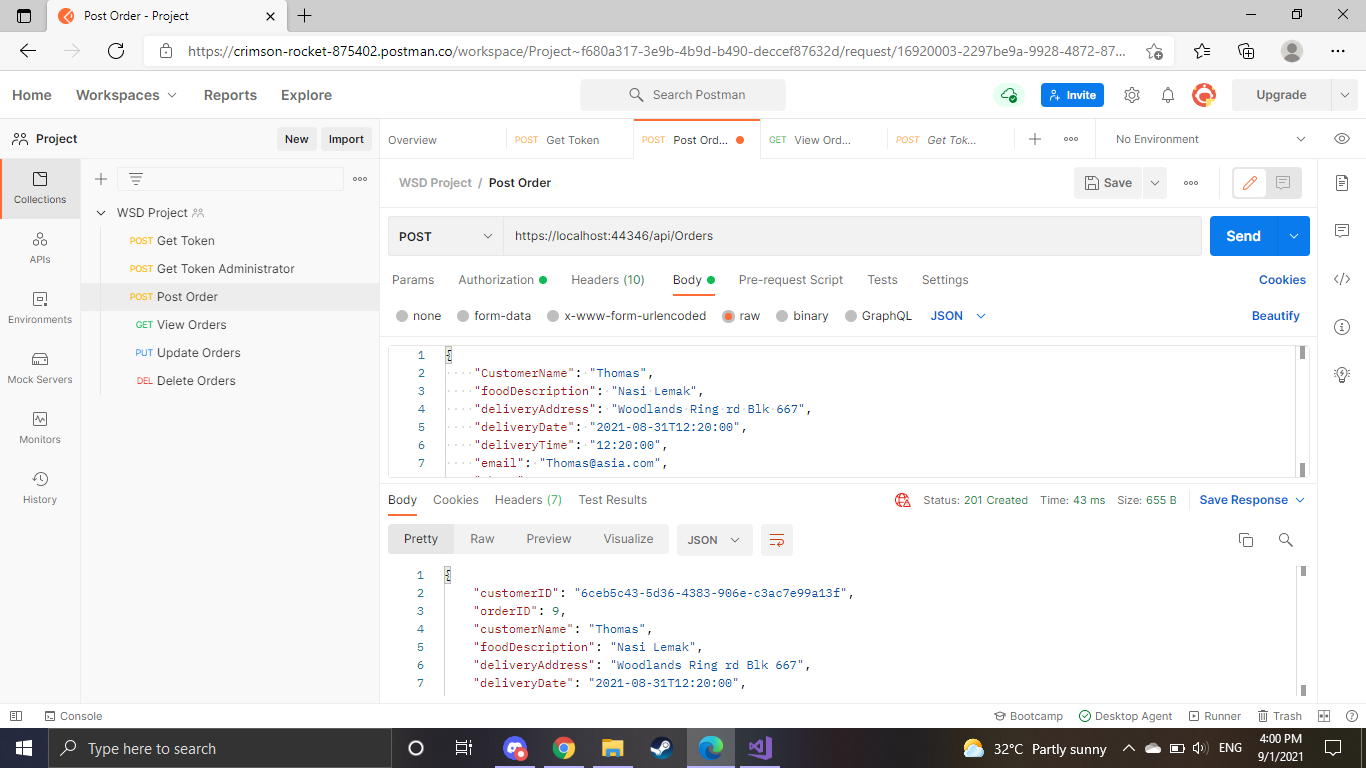 Post Order - Project
https://crimson-rocket-875402.postman.co/workspace/Project~f680a317-3e9b-4b9d-b490-deccef87632d/request/16920003-2297be9a-9928-4872-87...
Home Workspaces Reports Explore Search Postman Invite Upgrade
Project New Import Overview POST Get Token POST Post Ord... GET View Ord... POST Get Tok... No Environment
WSD Project / Post Order Save
Collections
WSD Project
POST https://localhost:44346/api/Orders Send
POST Get Token
APIs
POST Get Token Administrator
Params Authorization Headers (10) Body Pre-request Script Tests Settings Cookies
POST Post Order
Environments
GET View Orders
none form-data x-www-form-urlencoded raw binary GraphQL JSON Beautify
PUT Update Orders
Mock Servers
DEL Delete Orders
Monitors
History
1 {
2 "CustomerName": "Thomas",
3 "foodDescription": "Nasi Lemak",
4 "deliveryAddress": "Woodlands Ring rd Blk 667",
5 "deliveryDate": "2021-08-31T12:20:00",
6 "deliveryTime": "12:20:00",
7 "email": "Thomas@asia.com",
Body Cookies Headers (7) Test Results Status: 201 Created Time: 43 ms Size: 655 B Save Response
Pretty Raw Preview Visualize JSON
1 {
2 "customerID": "6ceb5c43-5d36-4383-906e-c3ac7e99a13f",
3 "orderID": 9,
4 "customerName": "Thomas",
5 "foodDescription": "Nasi Lemak",
6 "deliveryAddress": "Woodlands Ring rd Blk 667",
7 "deliveryDate": "2021-08-31T12:20:00",
Console Bootcamp Desktop Agent Runner Trash
Type here to search 32°C Partly sunny ENG 4:00 PM
9/1/2021